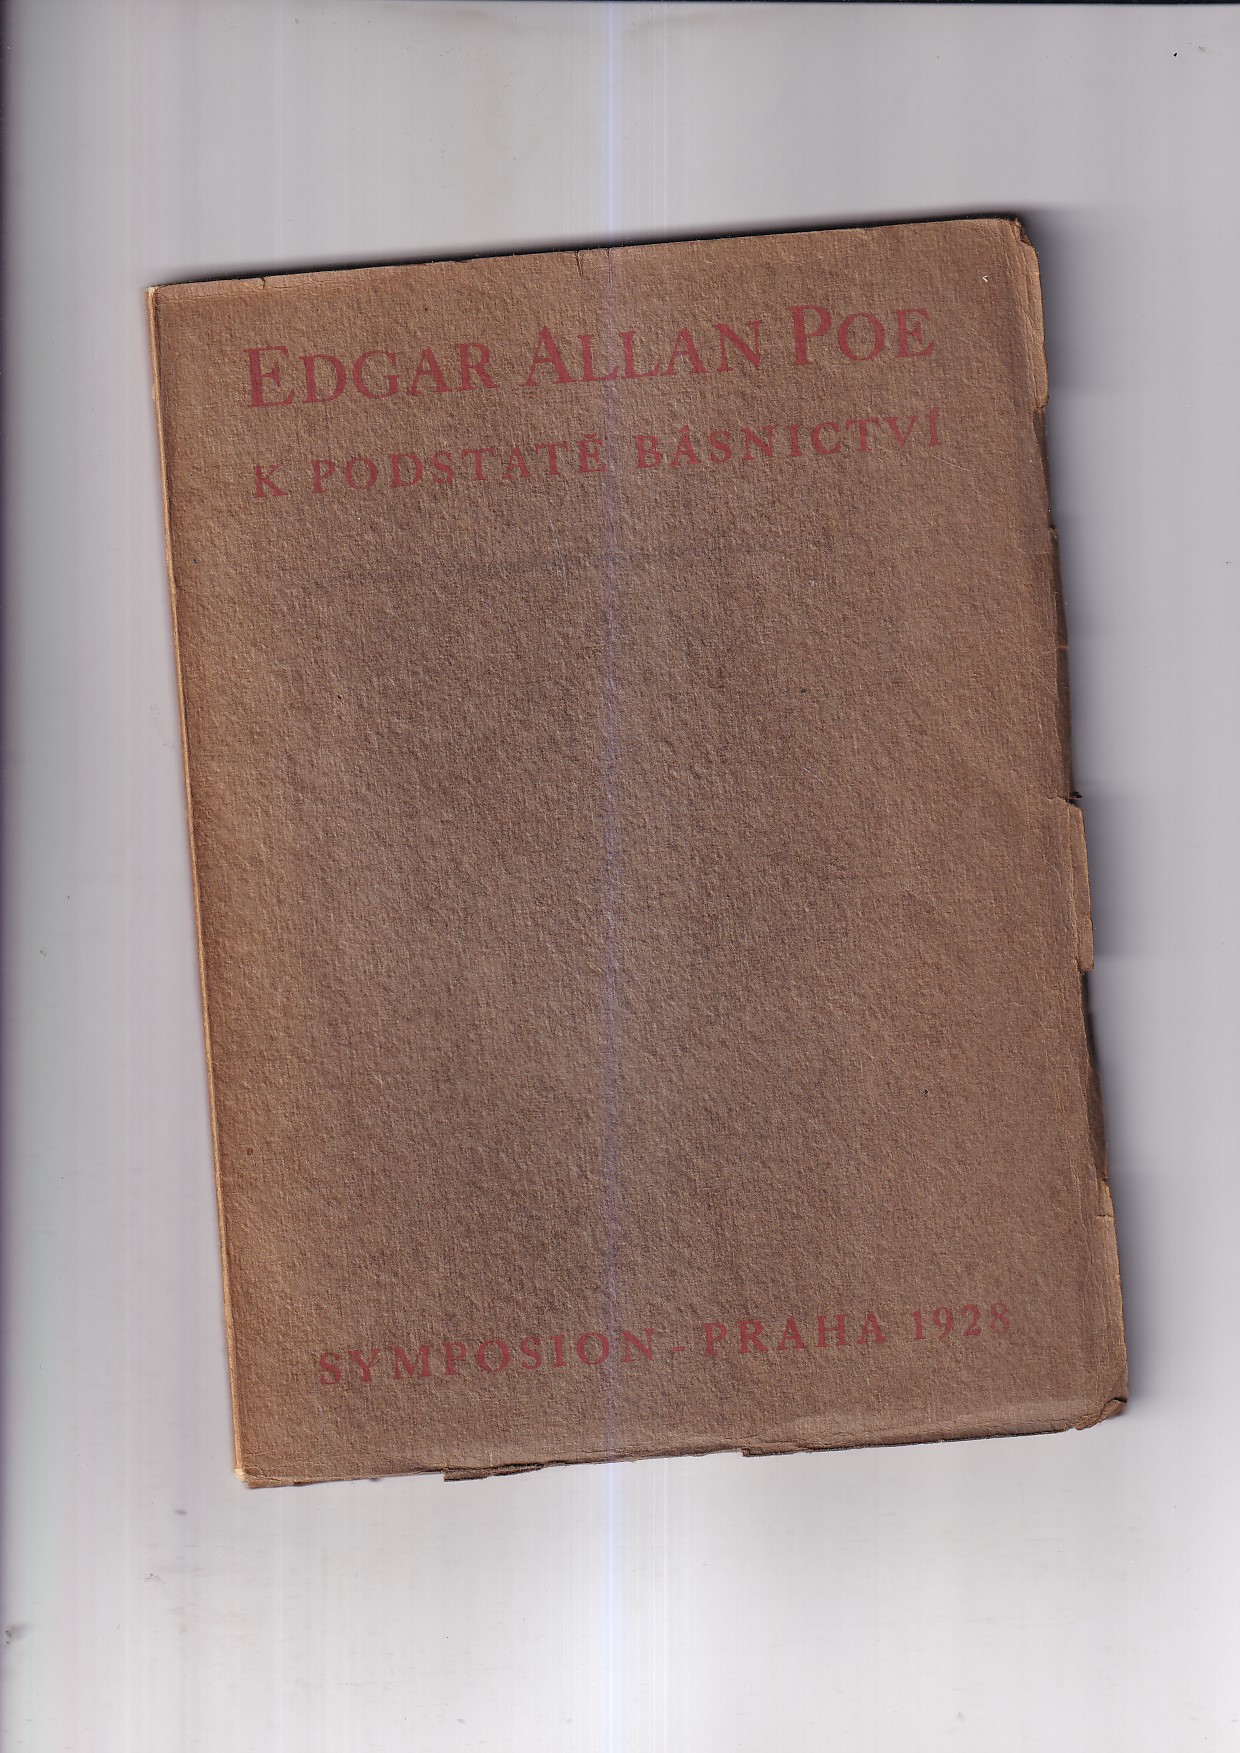 EDGAR ALLAN POE
K PODSTATĚ BÁSNICTVÍ
SYMPOSION - PRAHA 1928